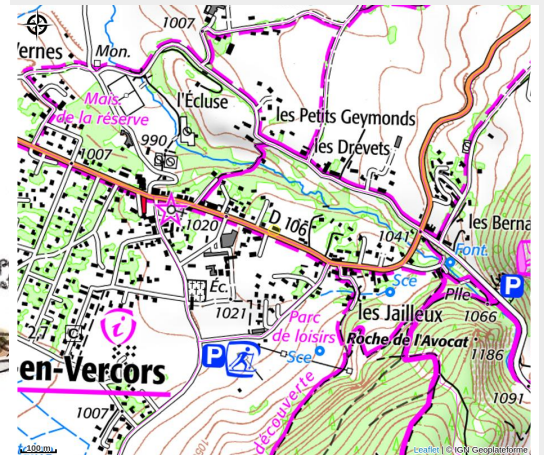 1007
Mon.
l'Écluse
Mais.
de la réserve
les Petits Geymonds
990
les Drevets
1007
D 106
1020
1041
les Berna
Font.
Éc.
Sce
P
Plle
1021
les Jailleux
1066
Parc
de loisirs
Roche de l'Avocat
i
P
Sce
1186
en-Vercors
découverte
1091
1007
100 m
Leaflet | © IGN Geoplateforme